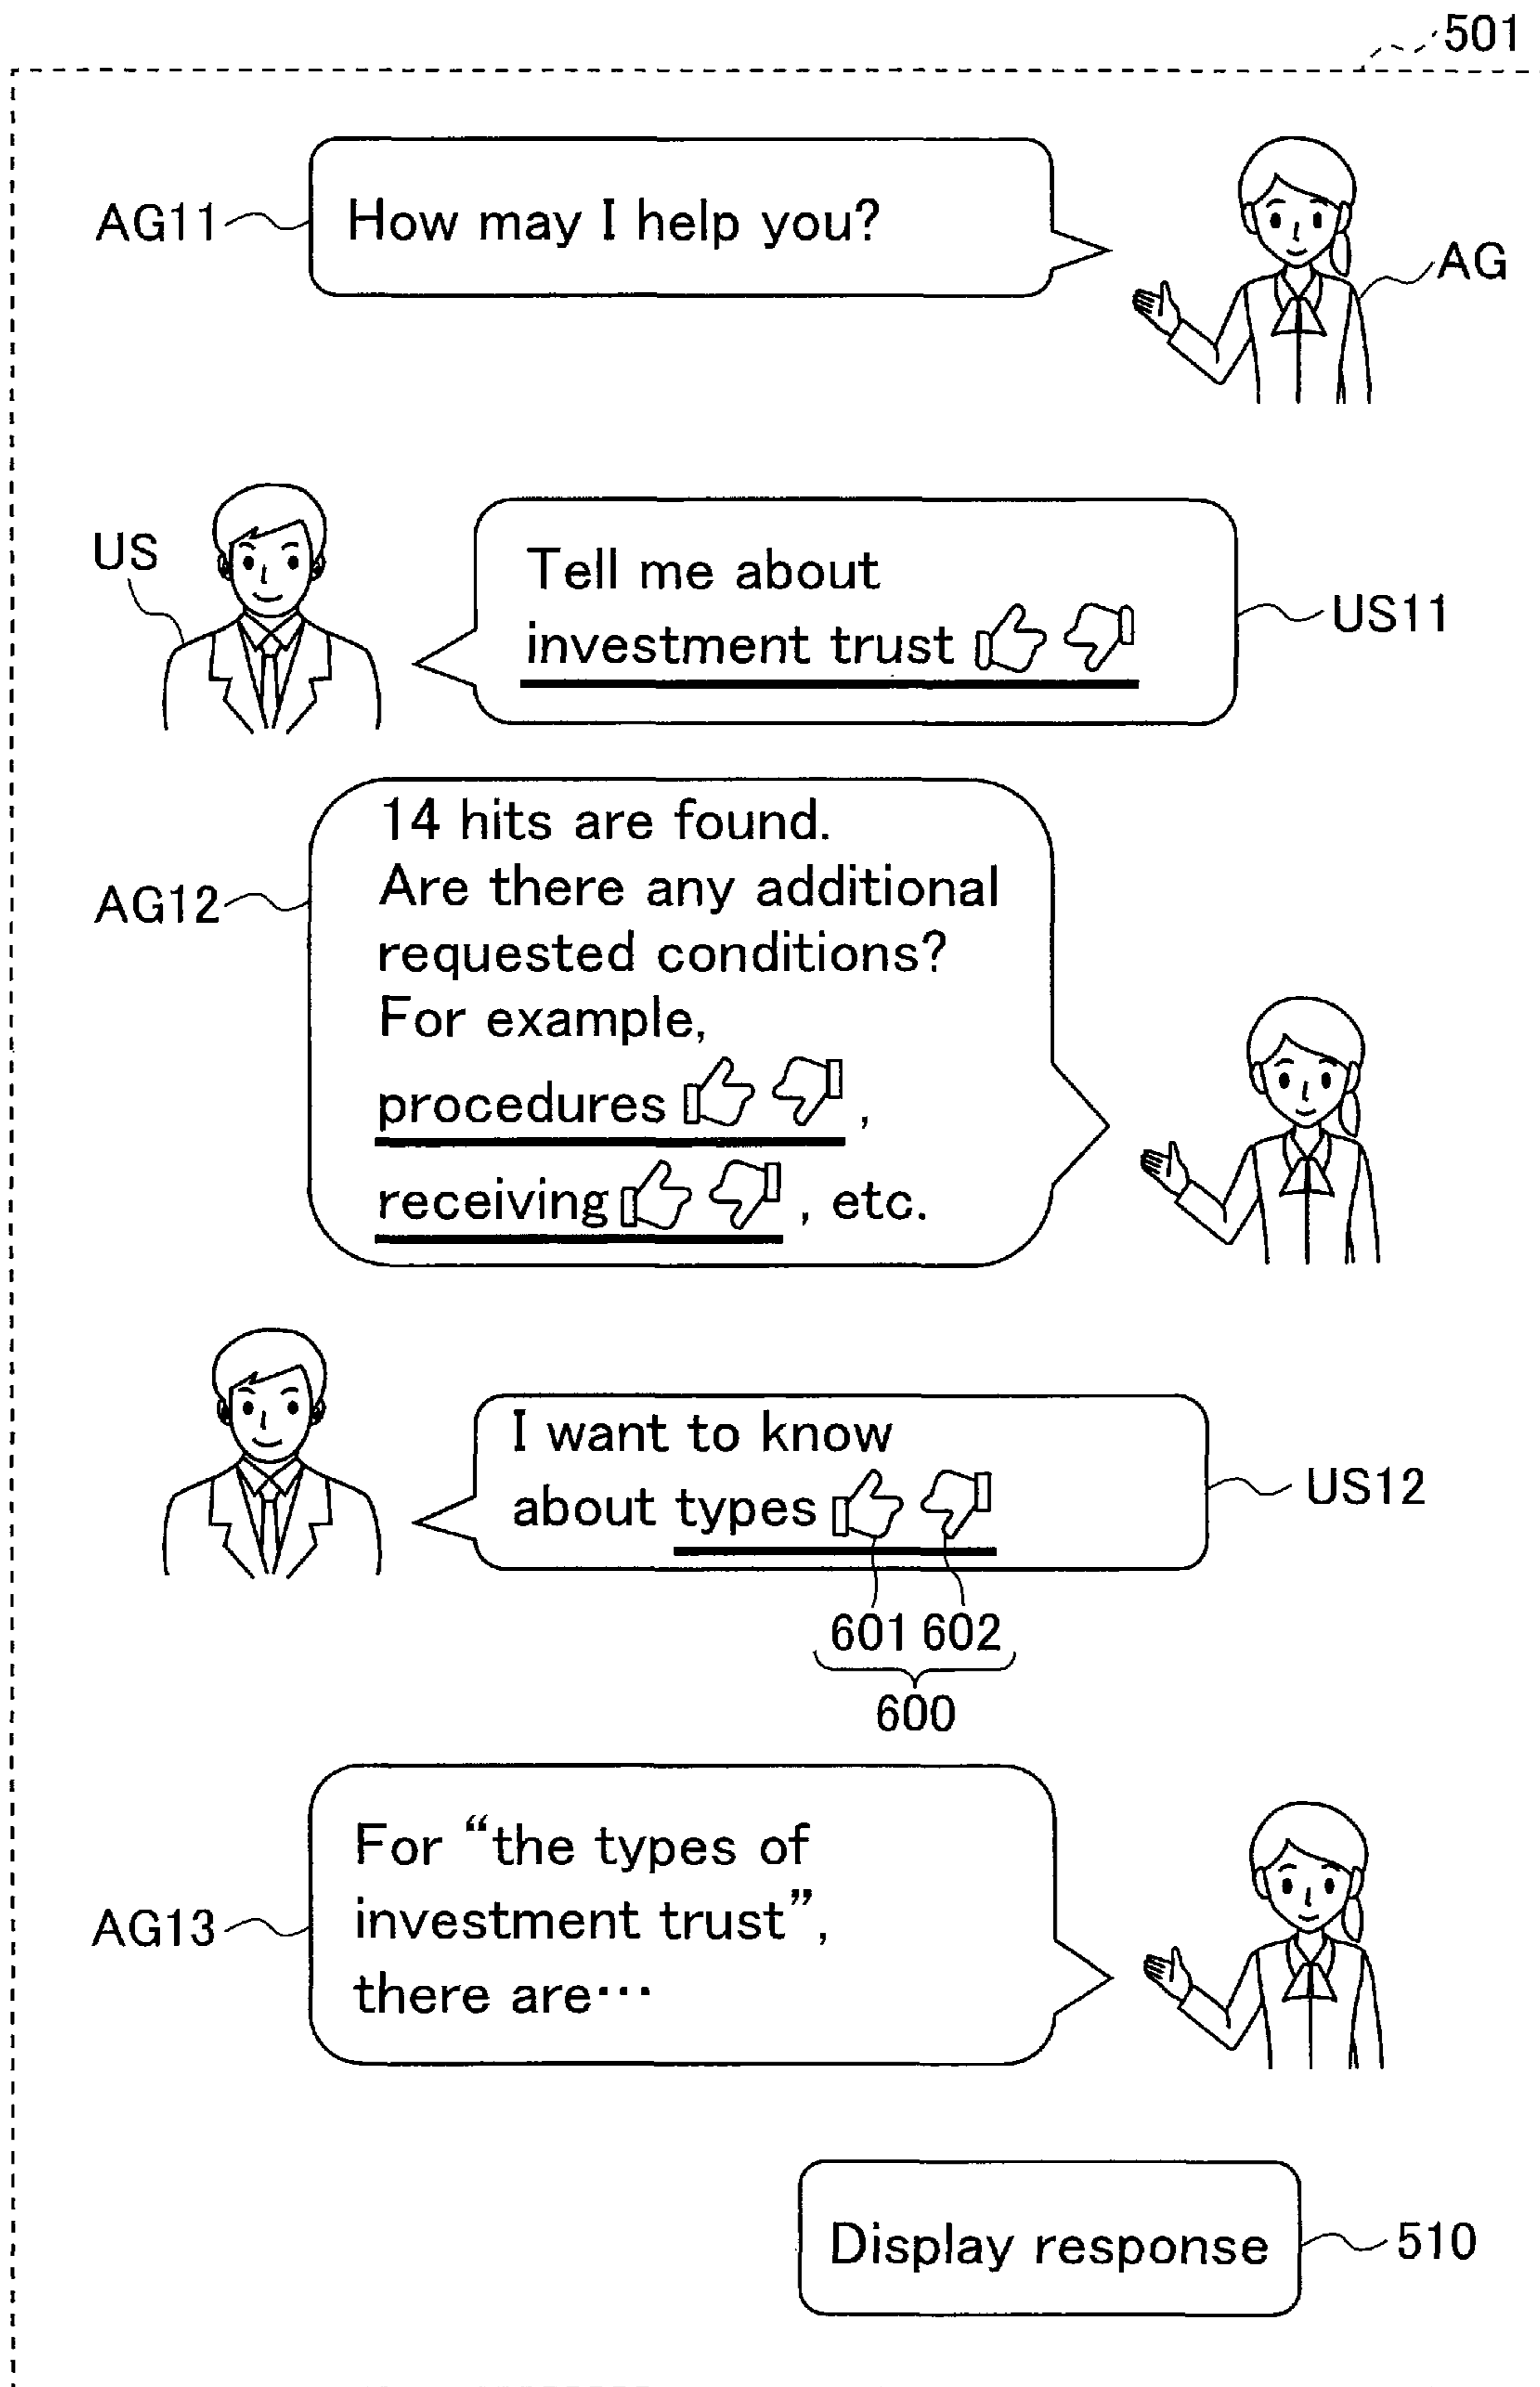 501
AG11
How may I help you?
AG
US
Tell me about
investment trust
US11
AG12
14 hits are found.
Are there any additional
requested conditions?
For example,
procedures ,
receiving , etc.
I want to know
about types
US12
601 602
600
AG13
For “the types of
investment trust”,
there are···
Display response
510